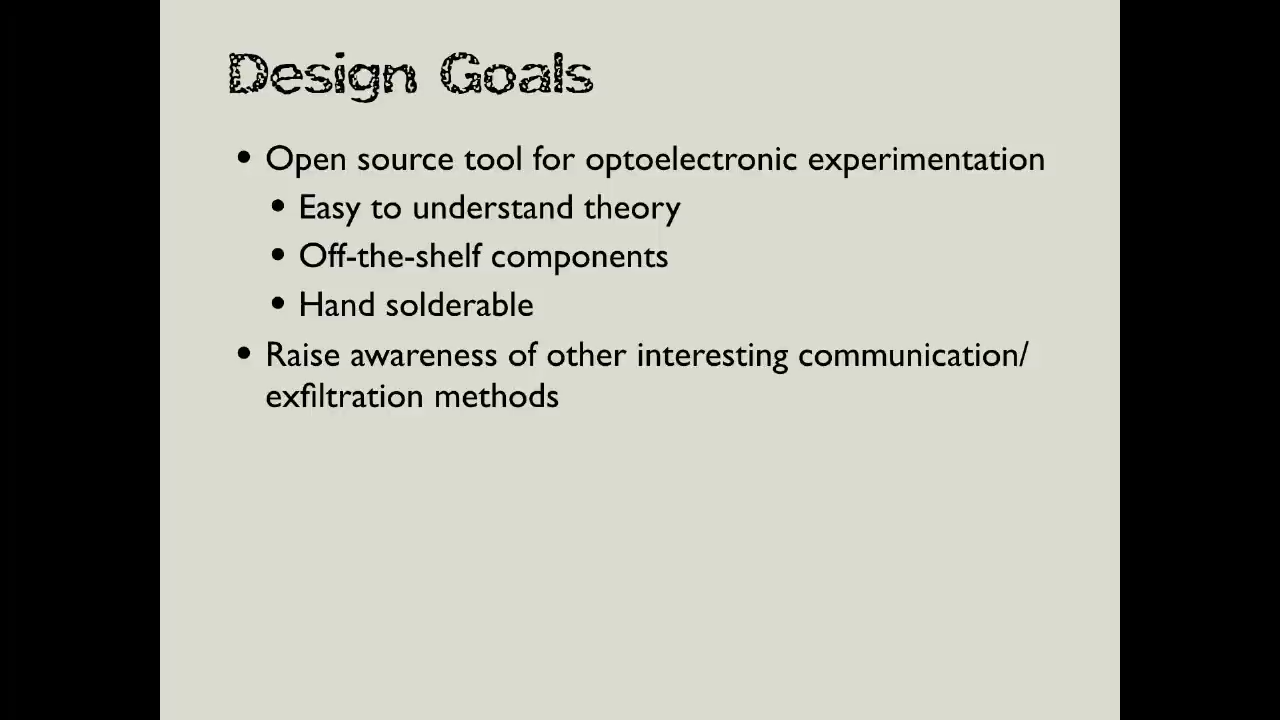 Design Goals
• Open source tool for optoelectronic experimentation
• Easy to understand theory
• Off-the-shelf components
• Hand solderable
• Raise awareness of other interesting communication/
exfiltration methods